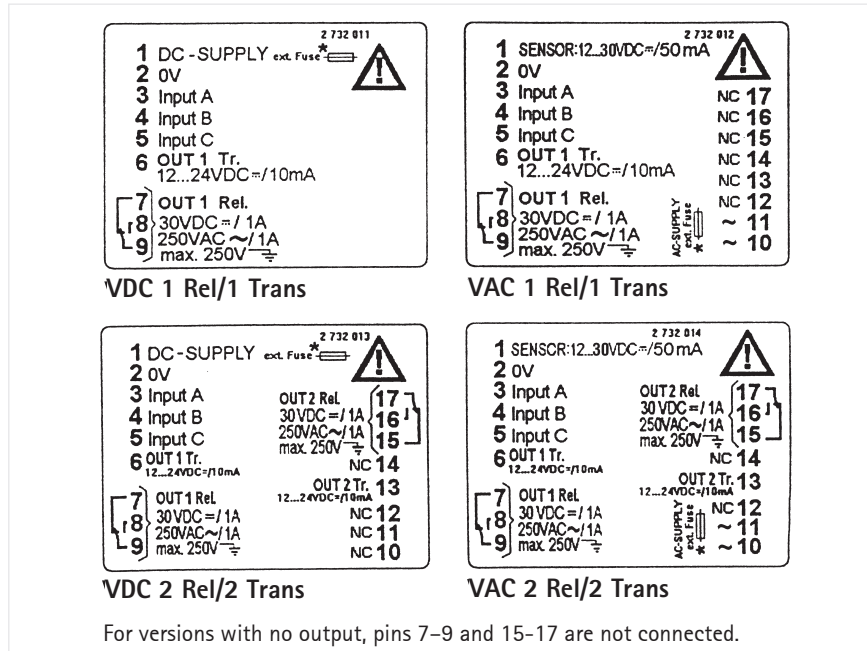 2 732 011
1 DC-SUPPLY ext. Fuse*
2 0V
3 Input A
4 Input B
5 Input C
6 OUT 1 Tr.
12...24VDC=/10mA
7 OUT 1 Rel.
8 30VDC=/ 1A
9 250VAC~/1A
max. 250V
VDC 1 Rel/1 Trans
2 732 012
1 SENSOR:12...30VDC=/50mA
2 0V
3 Input A
4 Input B
5 Input C
6 OUT 1 Tr.
12...24VDC=/10mA
7 OUT 1 Rel.
8 30VDC=/ 1A
9 250VAC~/1A
max. 250V
NC 17
NC 16
NC 15
NC 14
NC 13
NC 12
~ 11
~ 10
AC-SUPPLY
ext. Fuse
*
VAC 1 Rel/1 Trans
2 732 013
1 DC-SUPPLY ext. Fuse*
2 0V
3 Input A
4 Input B
5 Input C
6 OUT 1 Tr.
12...24VDC=/10mA
7 OUT 1 Rel.
8 30VDC=/ 1A
9 250VAC~/1A
max. 250V
OUT2 Rel. 17
30VDC=/ 1A 16
250VAC~/1A 15
max. 250V
NC 14
OUT 2 Tr. 13
12...24VDC=/10mA
NC 12
NC 11
NC 10
VDC 2 Rel/2 Trans
2 732 014
1 SENSCR:12...30VDC=/50mA
2 0V
3 Input A
4 Input B
5 Input C
6 OUT 1 Tr.
12...24VDC=/10mA
7 OUT 1 Rel.
8 30VDC=/ 1A
9 250VAC~/1A
max. 250V
OUT2 Rel. 17
30VDC=/ 1A 16
250VAC~/1A 15
max. 250V
NC 14
OUT 2 Tr. 13
12...24VDC=/10mA
NC 12
~ 11
~ 10
AC-SUPPLY
ext. Fuse
*
VAC 2 Rel/2 Trans
For versions with no output, pins 7–9 and 15-17 are not connected.